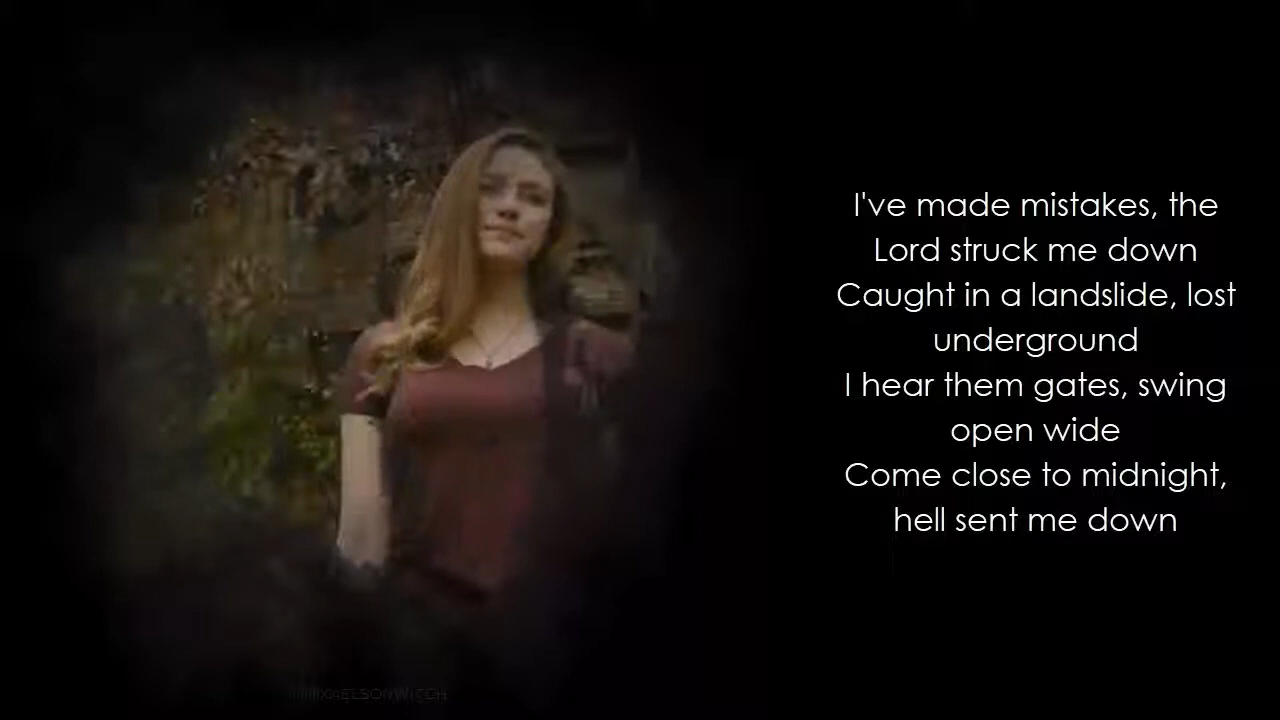 I've made mistakes, the
Lord struck me down
Caught in a landslide, lost
underground
I hear them gates, swing
open wide
Come close to midnight,
hell sent me down